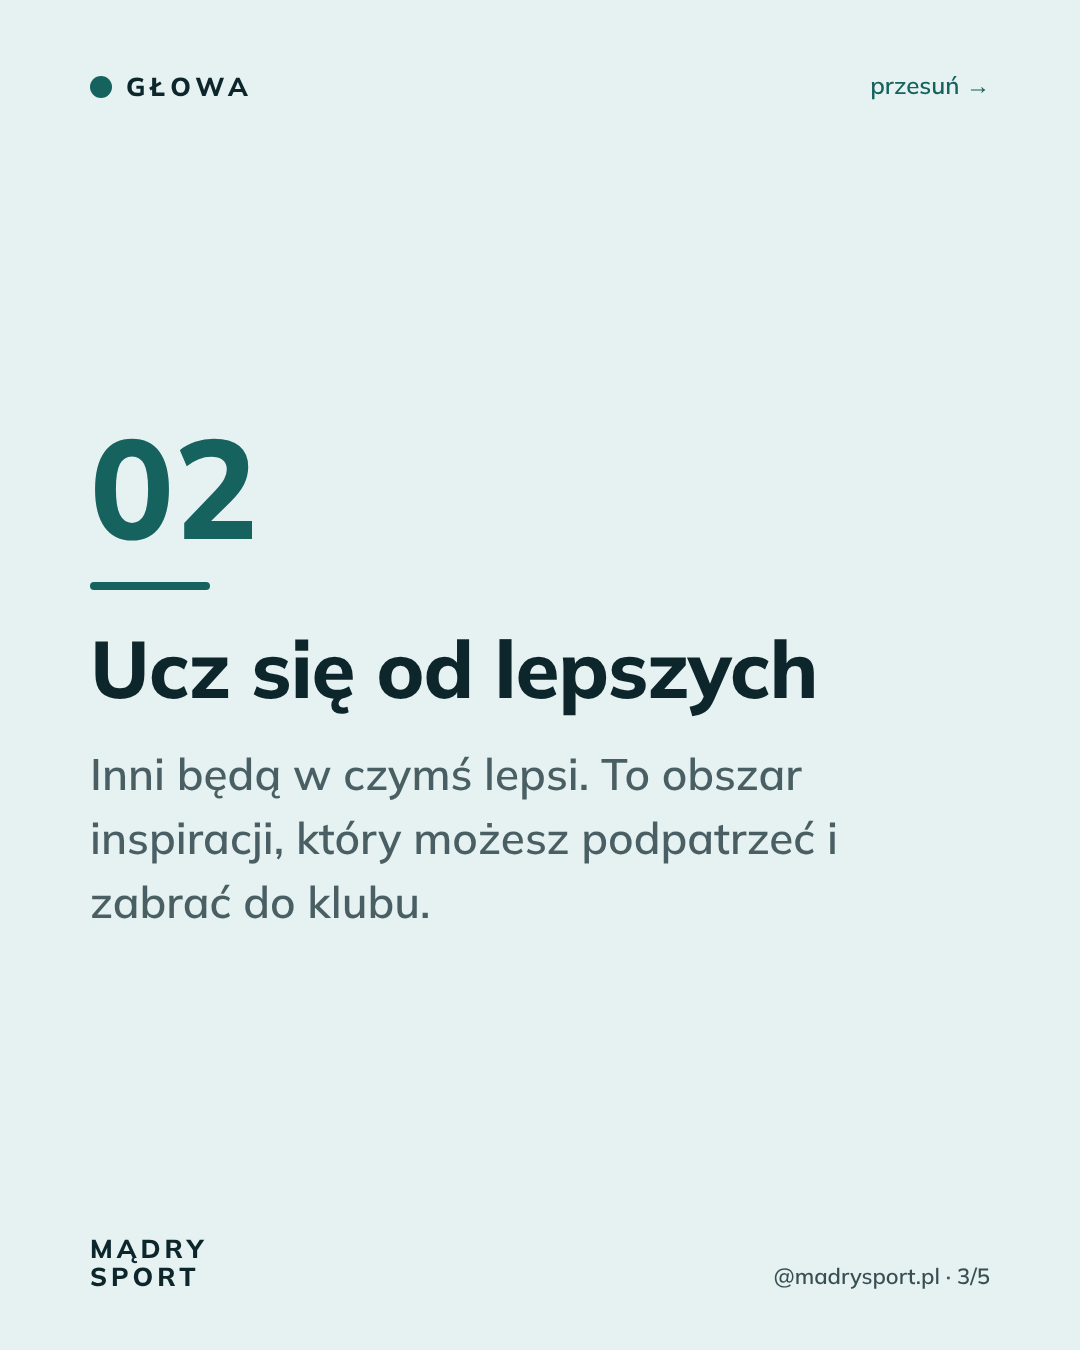 GŁOWA
przesuń →
02
Ucz się od lepszych
Inni będą w czymś lepsi. To obszar
inspiracji, który możesz podpatrzeć i
zabrać do klubu.
MĄDRY
SPORT
@madrysport.pl · 3/5